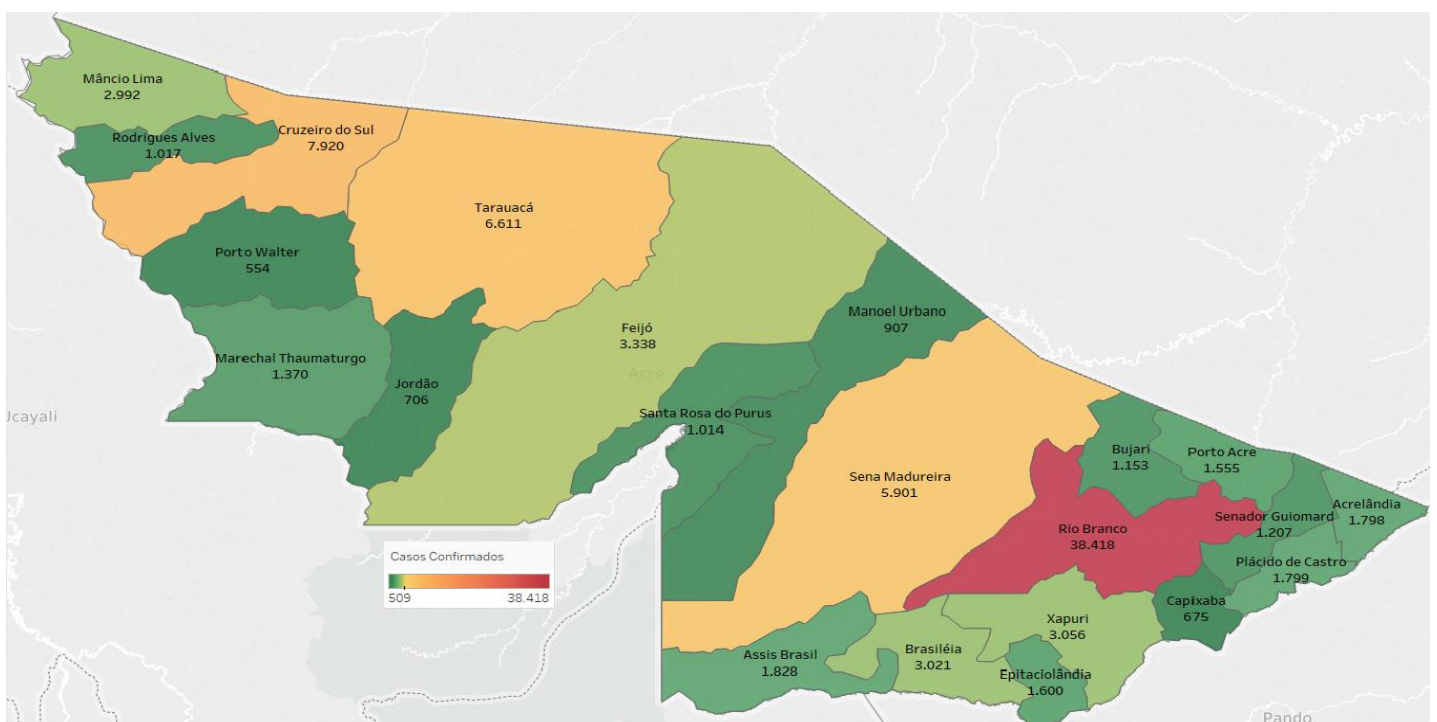 Mâncio Lima
2.992
Rodrigues Alves
1.017
Cruzeiro do Sul
7.920
Tarauacá
6.611
Porto Walter
554
Manoel Urbano
907
Feijó
3.338
Marechal Thaumaturgo
1.370
Acre
Jordão
706
Ucayali
Santa Rosa do Purus
1.014
Bujari
1.153
Porto Acre
1.555
Sena Madureira
5.901
Acrelândia
1.798
Senador Guiomard
1.207
Rio Branco
38.418
Plácido de Castro
1.799
Casos Confirmados
509 38.418
Capixaba
675
Xapuri
3.056
Assis Brasil
1.828
Brasiléia
3.021
Epitaciolândia
1.600
Pando